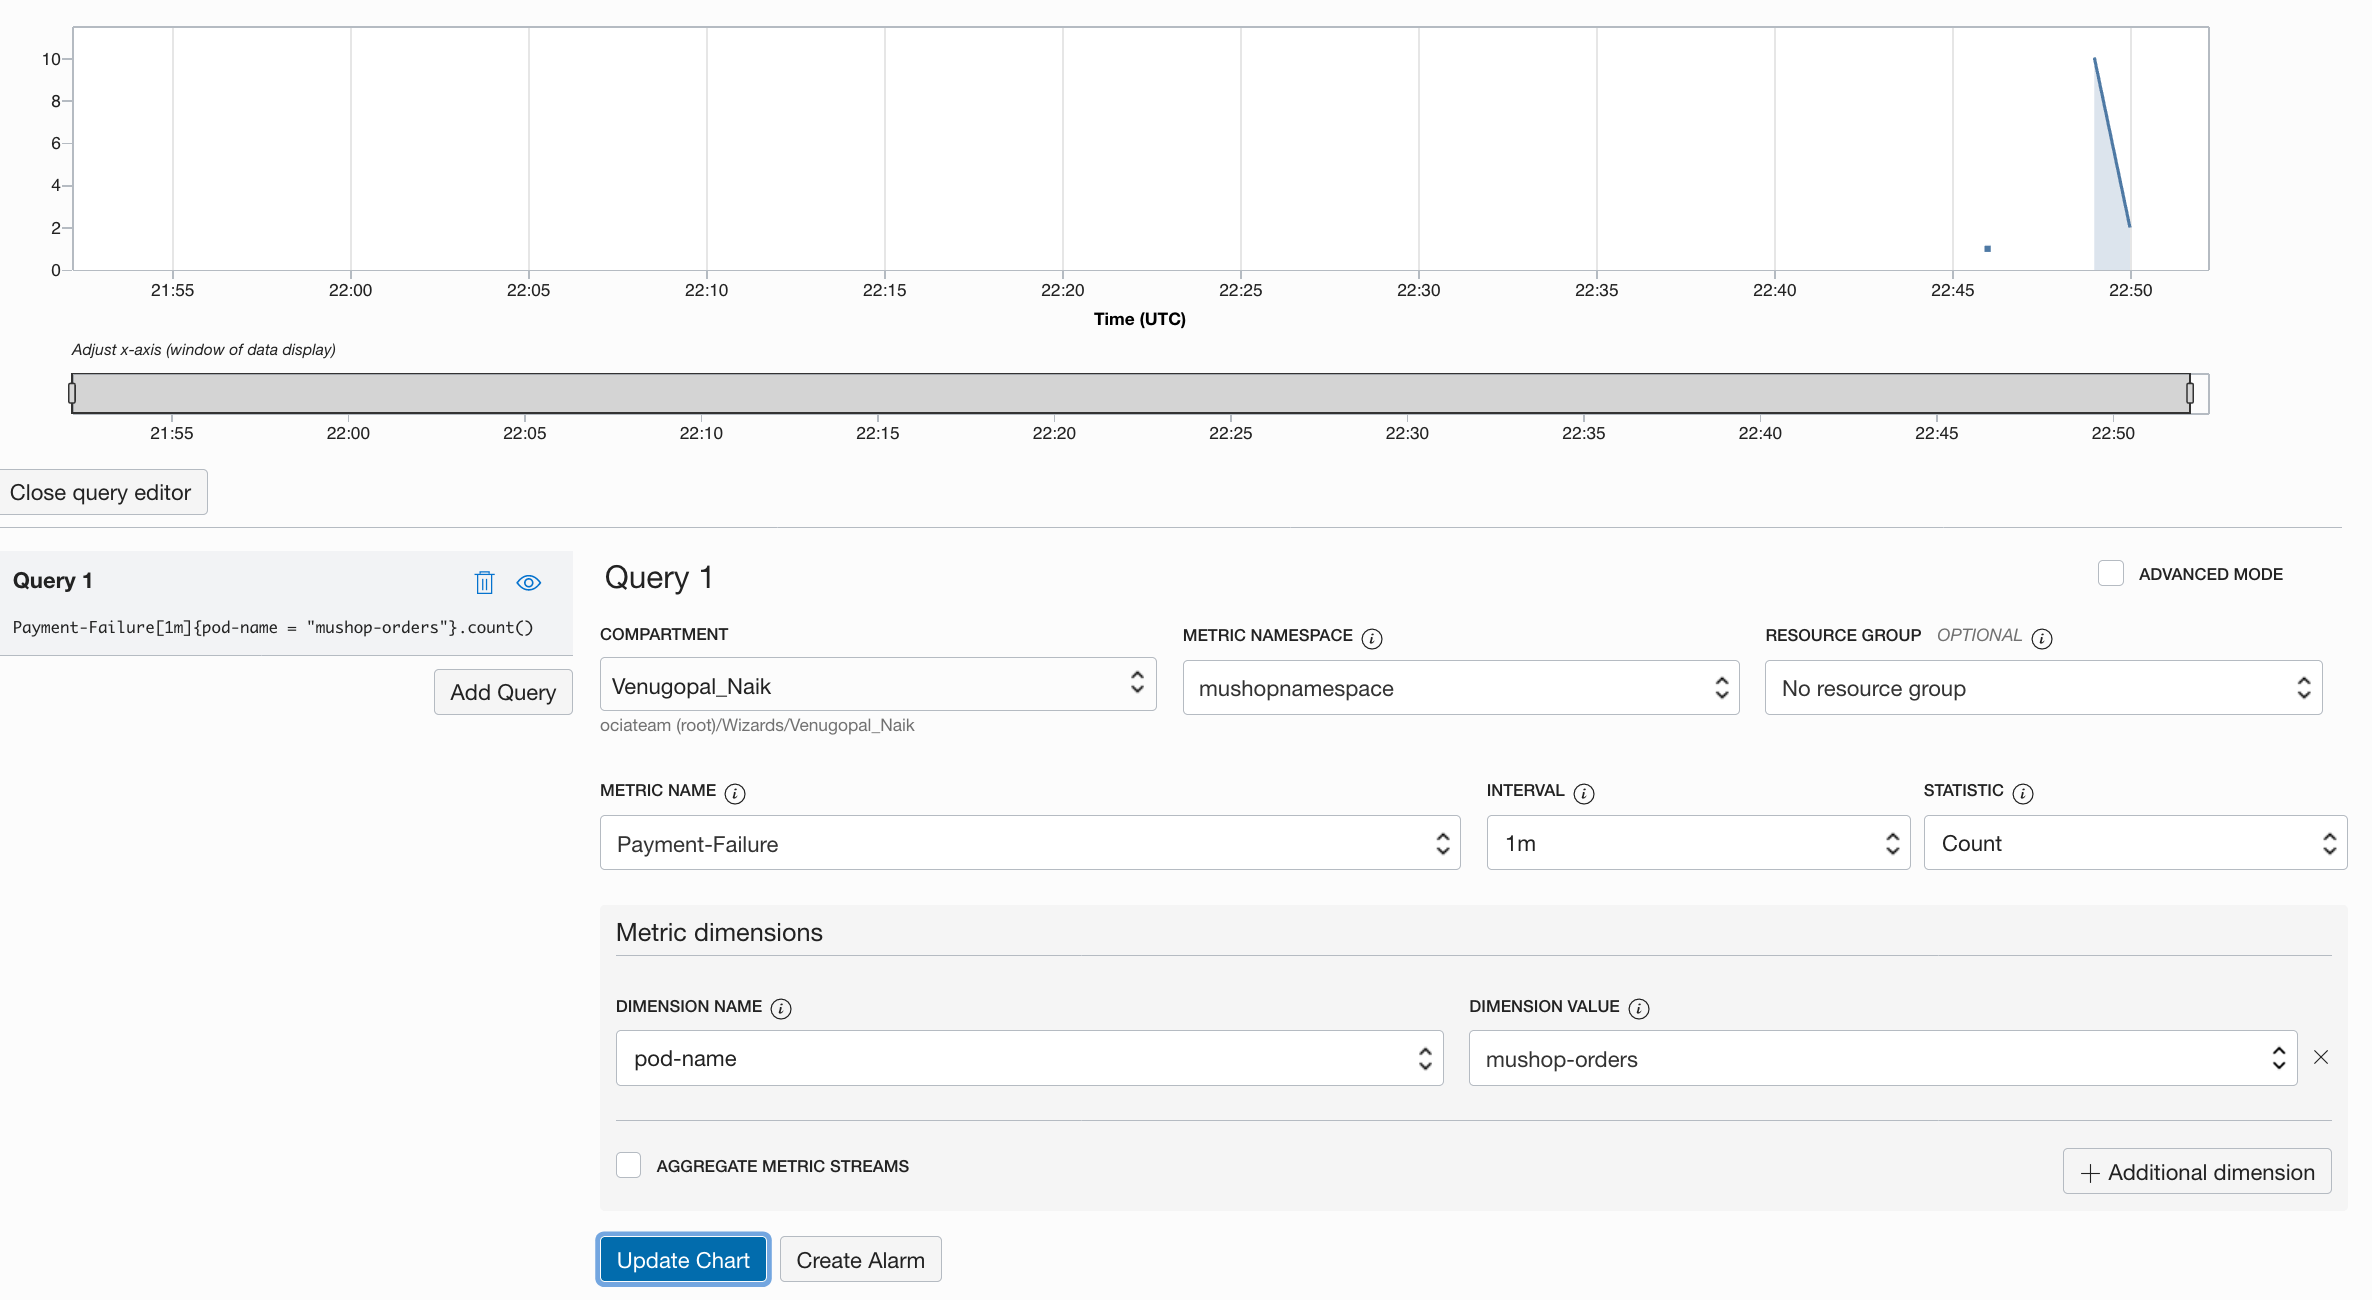 10
8
6
4
2
0
21:55 22:00 22:05 22:10 22:15 22:20 22:25 22:30 22:35 22:40 22:45 22:50
Time (UTC)
Adjust x-axis (window of data display)
21:55 22:00 22:05 22:10 22:15 22:20 22:25 22:30 22:35 22:40 22:45 22:50
Close query editor
Query 1
Payment-Failure[1m]{pod-name = "mushop-orders"}.count()
Add Query
Query 1
ADVANCED MODE
COMPARTMENT
Venugopal_Naik
ociateam (root)/Wizards/Venugopal_Naik
METRIC NAMESPACE
mushopnamespace
RESOURCE GROUP OPTIONAL
No resource group
METRIC NAME
Payment-Failure
INTERVAL
1m
STATISTIC
Count
Metric dimensions
DIMENSION NAME
pod-name
DIMENSION VALUE
mushop-orders
AGGREGATE METRIC STREAMS
+ Additional dimension
Update Chart
Create Alarm